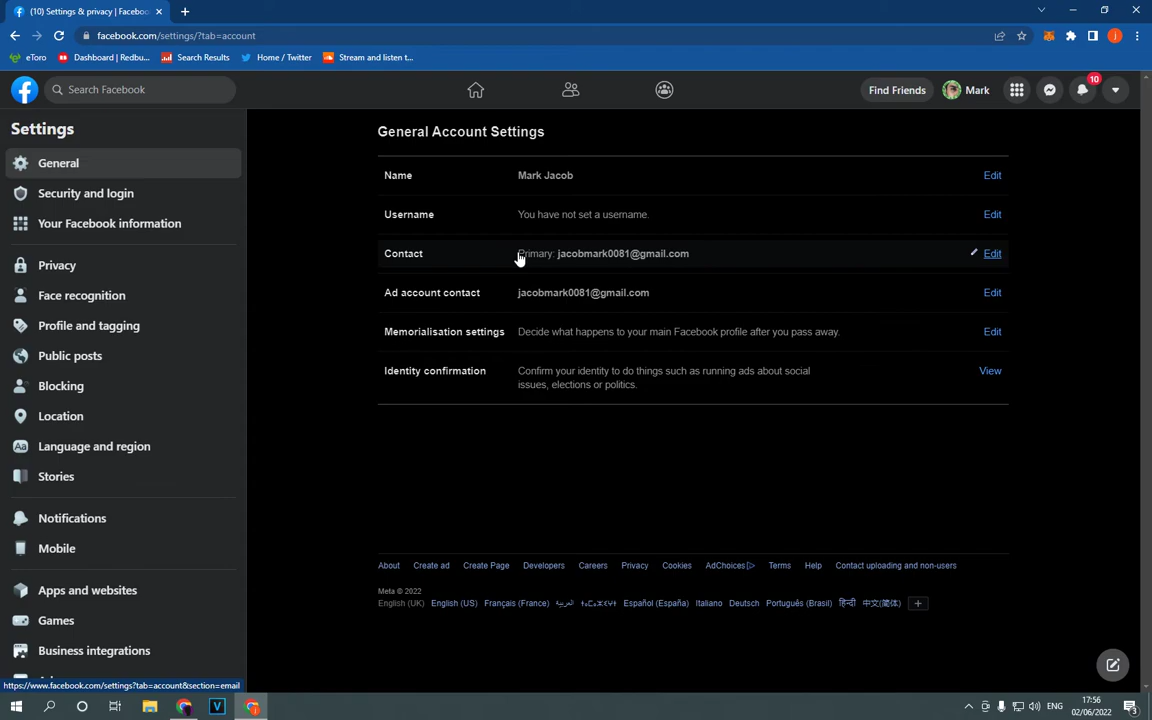 (10) Settings & privacy | Faceboo
facebook.com/settings/?tab=account
eToro
Dashboard | Redbu...
Search Results
Home / Twitter
Stream and listen t...
Search Facebook
Find Friends
Mark
10
Settings
General
Security and login
Your Facebook information
Privacy
Face recognition
Profile and tagging
Public posts
Blocking
Location
Language and region
Stories
Notifications
Mobile
Apps and websites
Games
Business integrations
General Account Settings
Name Mark Jacob Edit
Username You have not set a username. Edit
Contact Primary: jacobmark0081@gmail.com Edit
Ad account contact jacobmark0081@gmail.com Edit
Memorialisation settings Decide what happens to your main Facebook profile after you pass away. Edit
Identity confirmation Confirm your identity to do things such as running ads about social View
issues, elections or politics.
About Create ad Create Page Developers Careers Privacy Cookies AdChoices Terms Help Contact uploading and non-users
Meta © 2022
English (UK) English (US) Français (France) العربية ⵜⴰⵎⴰⵣⵉⵖⵜ Español (España) Italiano Deutsch Português (Brasil) हिन्दी 中文(简体) +
https://www.facebook.com/settings?tab=account&section=email
ENG
17:56
02/06/2022
3